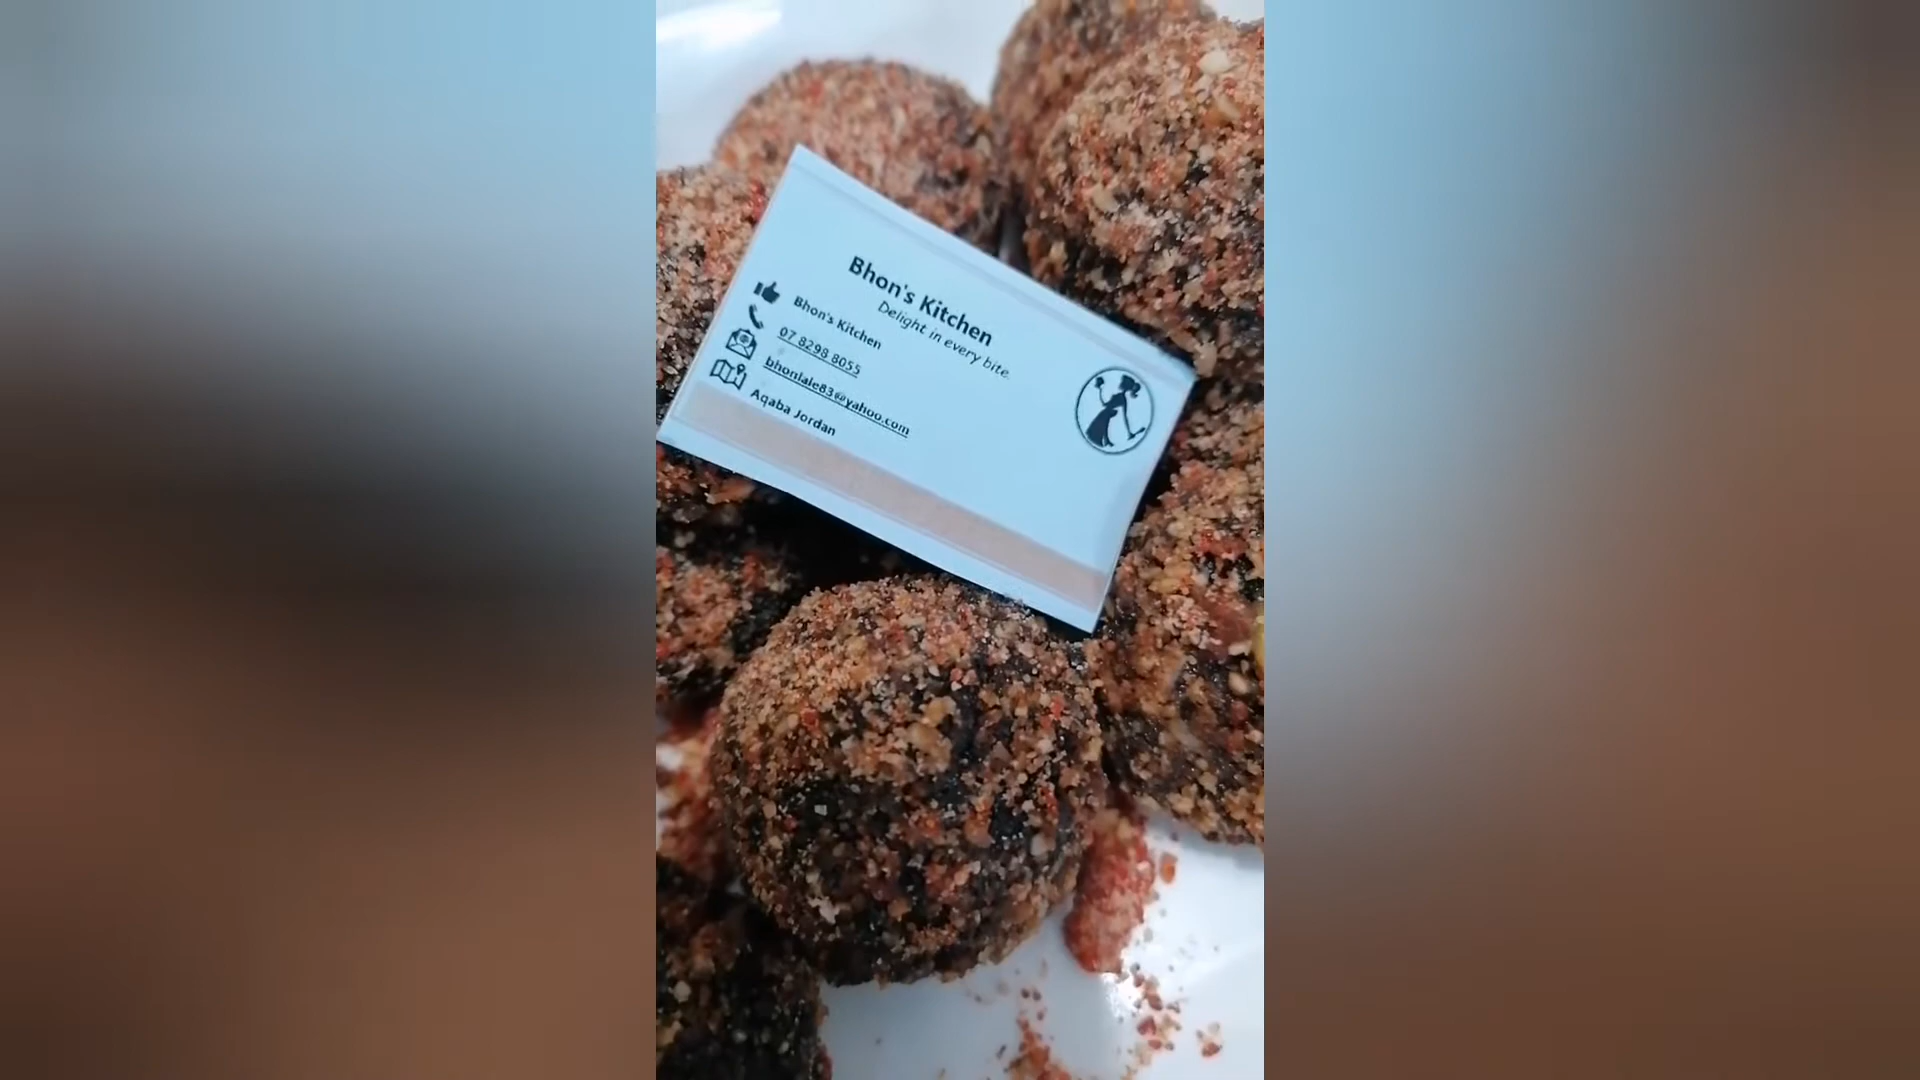 Bhon's Kitchen
Delight in every bite.
Bhon's Kitchen
07 8298 8055
bhonlale83@yahoo.com
Aqaba Jordan